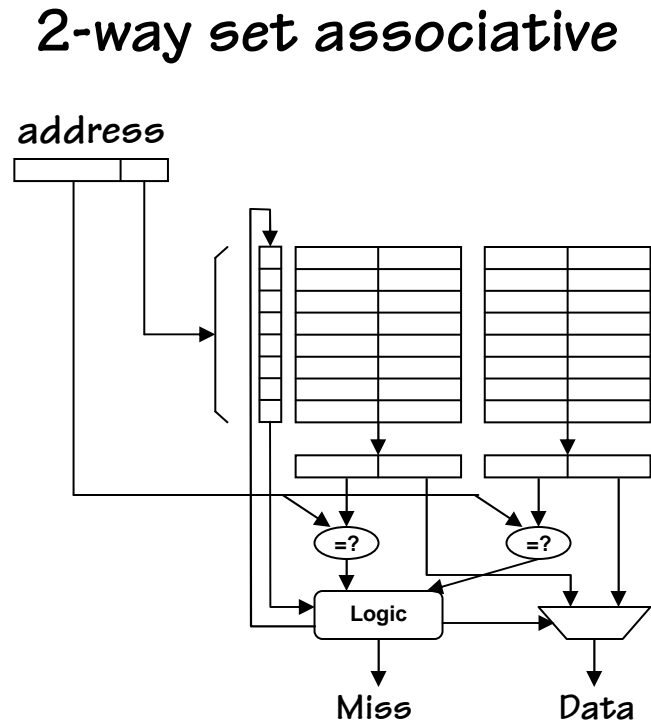 2-way set associative
address
=?
=?
Logic
Miss
Data